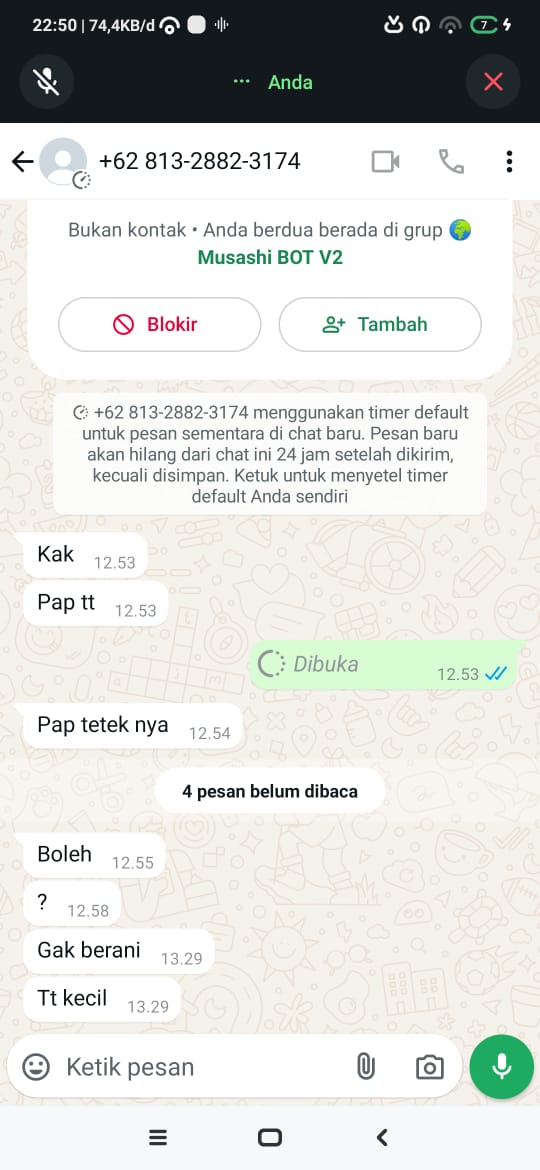 22:50 | 74,4KB/d
7
Anda
+62 813-2882-3174
Bukan kontak • Anda berdua berada di grup 🌍
Musashi BOT V2
Blokir
Tambah
+62 813-2882-3174 menggunakan timer default
untuk pesan sementara di chat baru. Pesan baru
akan hilang dari chat ini 24 jam setelah dikirim,
kecuali disimpan. Ketuk untuk menyetel timer
default Anda sendiri
Kak 12.53
Pap tt 12.53
Dibuka 12.53
Pap tetek nya 12.54
4 pesan belum dibaca
Boleh 12.55
? 12.58
Gak berani 13.29
Tt kecil 13.29
Ketik pesan